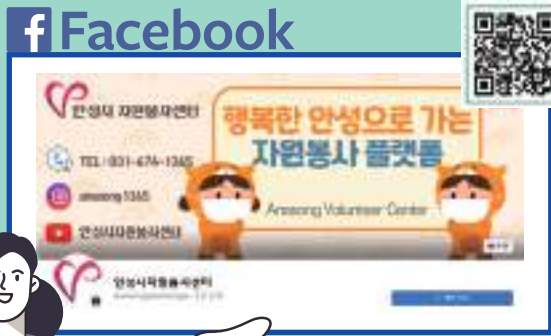 Facebook
안성시 자원봉사센터
행복한 안성으로 가는
자원봉사 플랫폼
TEL : 031-674-1365
anseong 1365
Anseong Volunteer Center
안성시자원봉사센터
안성시자원봉사센터